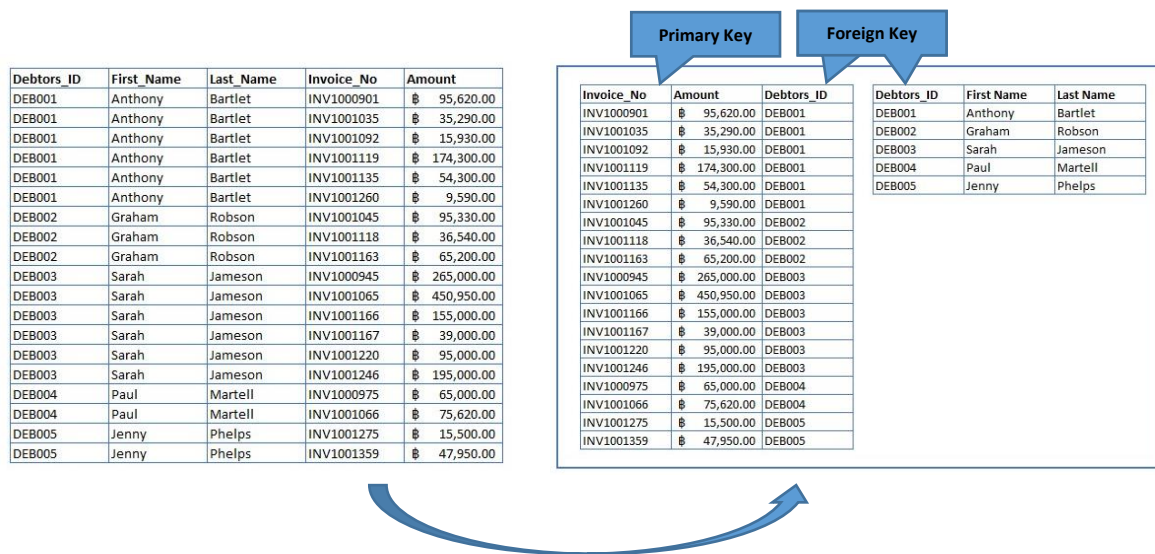 Primary Key
Foreign Key
Debtors_ID First_Name Last_Name Invoice_No Amount
DEB001 Anthony Bartlet INV1000901 ฿ 95,620.00
DEB001 Anthony Bartlet INV1001035 ฿ 35,290.00
DEB001 Anthony Bartlet INV1001092 ฿ 15,930.00
DEB001 Anthony Bartlet INV1001119 ฿ 174,300.00
DEB001 Anthony Bartlet INV1001135 ฿ 54,300.00
DEB001 Anthony Bartlet INV1001260 ฿ 9,590.00
DEB002 Graham Robson INV1001045 ฿ 95,330.00
DEB002 Graham Robson INV1001118 ฿ 36,540.00
DEB002 Graham Robson INV1001163 ฿ 65,200.00
DEB003 Sarah Jameson INV1000945 ฿ 265,000.00
DEB003 Sarah Jameson INV1001065 ฿ 450,950.00
DEB003 Sarah Jameson INV1001166 ฿ 155,000.00
DEB003 Sarah Jameson INV1001167 ฿ 39,000.00
DEB003 Sarah Jameson INV1001220 ฿ 95,000.00
DEB003 Sarah Jameson INV1001246 ฿ 195,000.00
DEB004 Paul Martell INV1000975 ฿ 65,000.00
DEB004 Paul Martell INV1001066 ฿ 75,620.00
DEB005 Jenny Phelps INV1001275 ฿ 15,500.00
DEB005 Jenny Phelps INV1001359 ฿ 47,950.00
Invoice_No Amount Debtors_ID
INV1000901 ฿ 95,620.00 DEB001
INV1001035 ฿ 35,290.00 DEB001
INV1001092 ฿ 15,930.00 DEB001
INV1001119 ฿ 174,300.00 DEB001
INV1001135 ฿ 54,300.00 DEB001
INV1001260 ฿ 9,590.00 DEB001
INV1001045 ฿ 95,330.00 DEB002
INV1001118 ฿ 36,540.00 DEB002
INV1001163 ฿ 65,200.00 DEB002
INV1000945 ฿ 265,000.00 DEB003
INV1001065 ฿ 450,950.00 DEB003
INV1001166 ฿ 155,000.00 DEB003
INV1001167 ฿ 39,000.00 DEB003
INV1001220 ฿ 95,000.00 DEB003
INV1001246 ฿ 195,000.00 DEB003
INV1000975 ฿ 65,000.00 DEB004
INV1001066 ฿ 75,620.00 DEB004
INV1001275 ฿ 15,500.00 DEB005
INV1001359 ฿ 47,950.00 DEB005
Debtors_ID First Name Last Name
DEB001 Anthony Bartlet
DEB002 Graham Robson
DEB003 Sarah Jameson
DEB004 Paul Martell
DEB005 Jenny Phelps